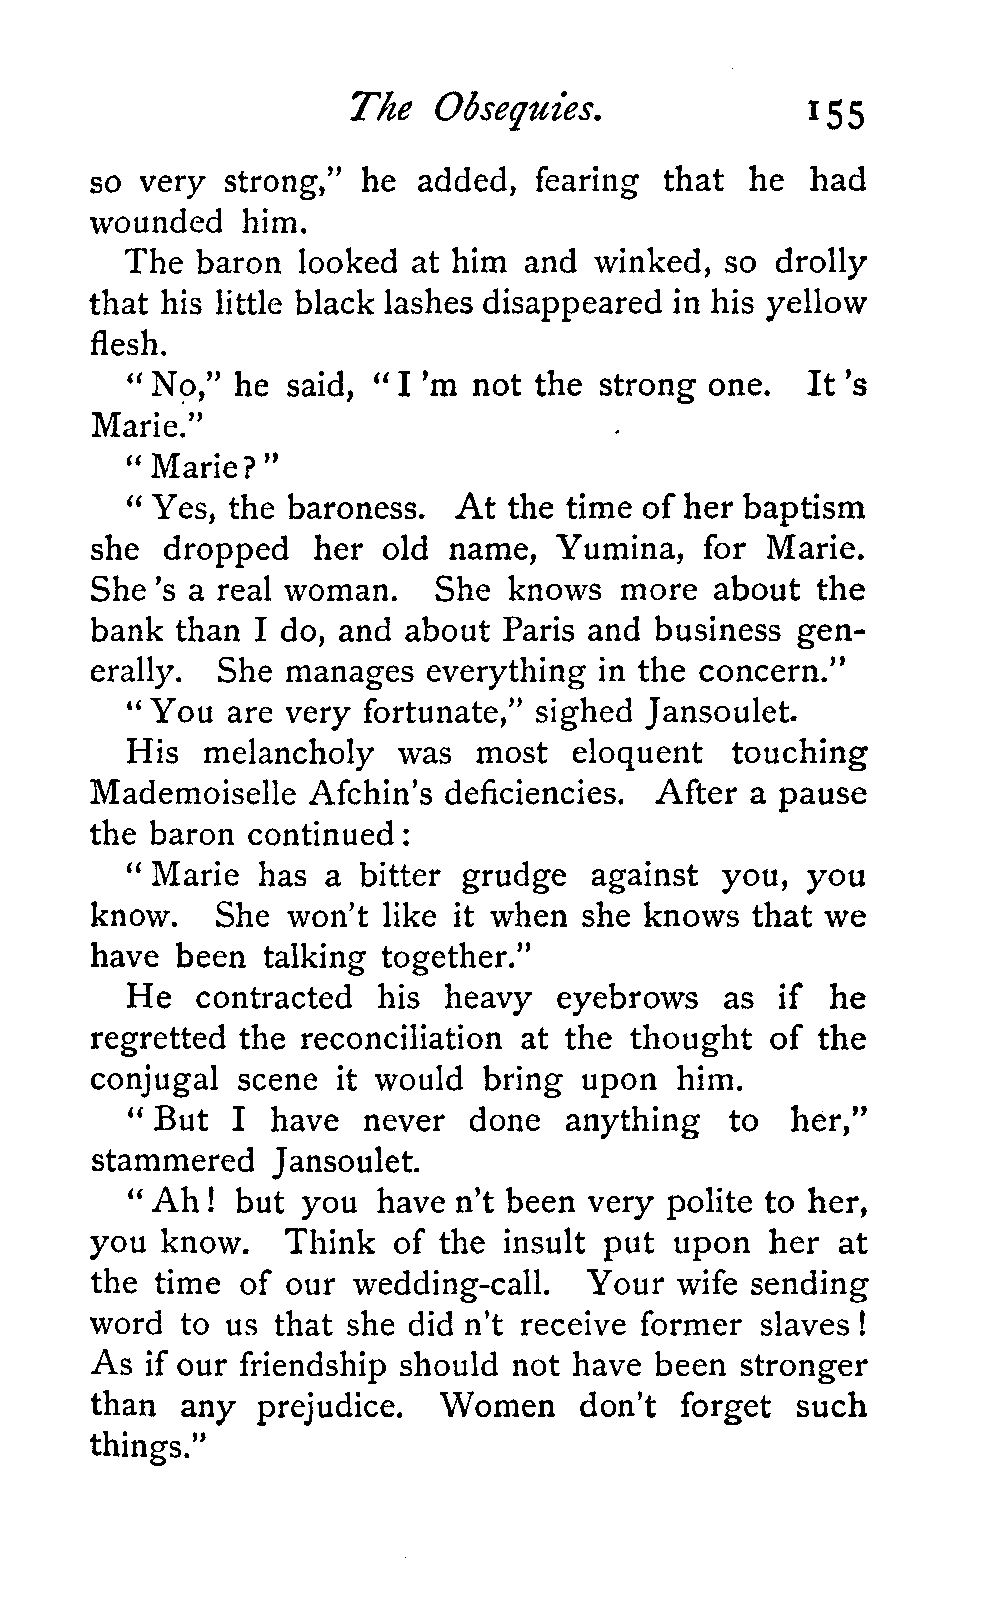 The Obsequies. 155
so very strong," he added, fearing that he had
wounded him.
The baron looked at him and winked, so drolly
that his little black lashes disappeared in his yellow
flesh.
"No," he said, "I 'm not the strong one. It 's
Marie."
"Marie?"
"Yes, the baroness. At the time of her baptism
she dropped her old name, Yumina, for Marie.
She 's a real woman. She knows more about the
bank than I do, and about Paris and business gen-
erally. She manages everything in the concern."
"You are very fortunate," sighed Jansoulet.
His melancholy was most eloquent touching
Mademoiselle Afchin's deficiencies. After a pause
the baron continued:
"Marie has a bitter grudge against you, you
know. She won't like it when she knows that we
have been talking together."
He contracted his heavy eyebrows as if he
regretted the reconciliation at the thought of the
conjugal scene it would bring upon him.
"But I have never done anything to her,"
stammered Jansoulet.
"Ah! but you have n't been very polite to her,
you know. Think of the insult put upon her at
the time of our wedding-call. Your wife sending
word to us that she did n't receive former slaves!
As if our friendship should not have been stronger
than any prejudice. Women don't forget such
things."